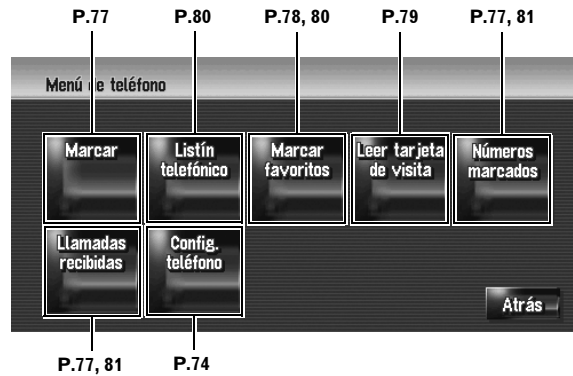 P.77 P.80 P.78, 80 P.79 P.77, 81
Menú de teléfono
Marcar
Listín
telefónico
Marcar
favoritos
Leer tarjeta
de visita
Números
marcados
Llamadas
recibidas
Config.
teléfono
Atrás
P.77, 81 P.74